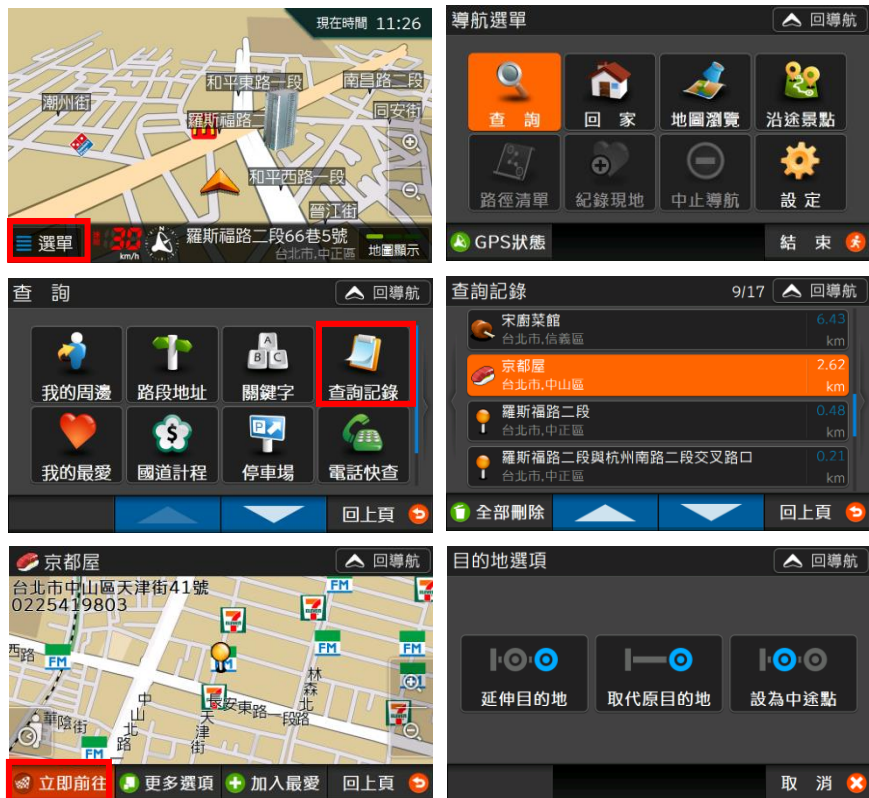 現在時間 11:26
和平東路一段
南昌路二段
潮州街
同安街
羅斯福路二
和平西路一段
晉江街
選單
30
km/h
羅斯福路二段66巷5號
台北市,中正區
地圖顯示
導航選單
回導航
查 詢
回 家
地圖瀏覽
沿途景點
路徑清單
紀錄現地
中止導航
設 定
GPS狀態
結 束
查 詢
回導航
A
B C
我的周邊
路段地址
關鍵字
查詢記錄
$
P
我的最愛
國道計程
停車場
電話快查
回上頁
查詢記錄
9/17
回導航
宋廚菜館
6.43
台北市,信義區
km
京都屋
2.62
台北市,中山區
km
羅斯福路二段
0.48
台北市,中正區
km
羅斯福路二段與杭州南路二段交叉路口
0.21
台北市,中正區
km
全部刪除
回上頁
京都屋
回導航
台北市中山區天津街41號
0225419803
FM
西路
FM
FM
FM
林森北路
中山北路
長安東路一段
天津街
華陰街
FM
立即前往
更多選項
加入最愛
回上頁
目的地選項
回導航
延伸目的地
取代原目的地
設為中途點
取 消